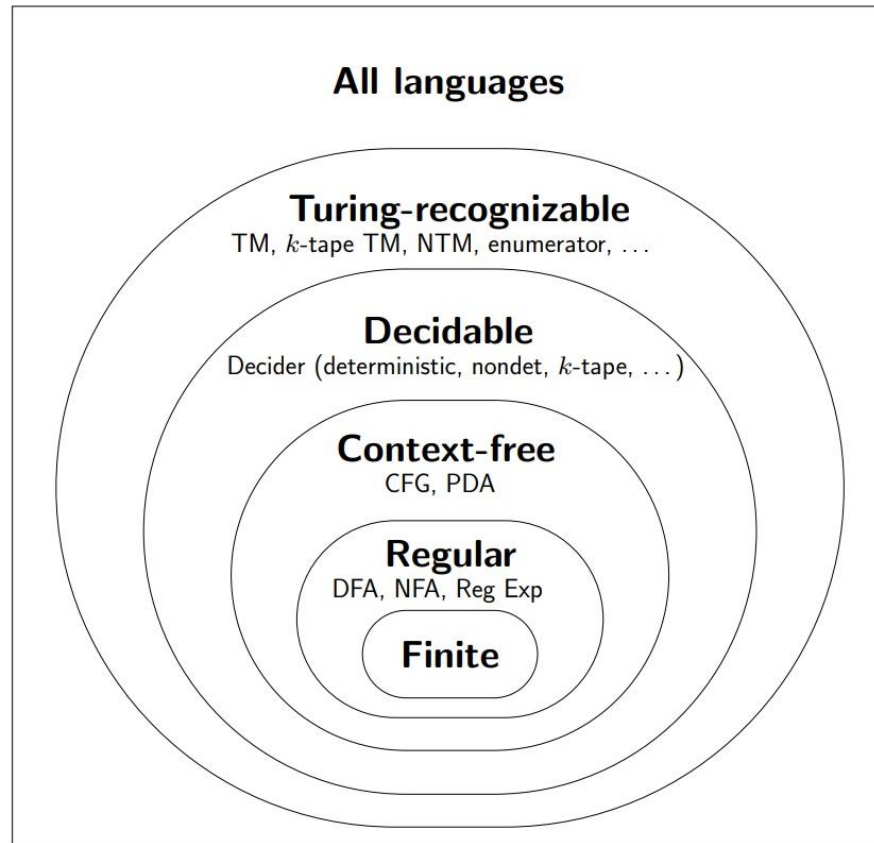 All languages
Turing-recognizable
TM, k-tape TM, NTM, enumerator, ...
Decidable
Decider (deterministic, nondet, k-tape, ...)
Context-free
CFG, PDA
Regular
DFA, NFA, Reg Exp
Finite